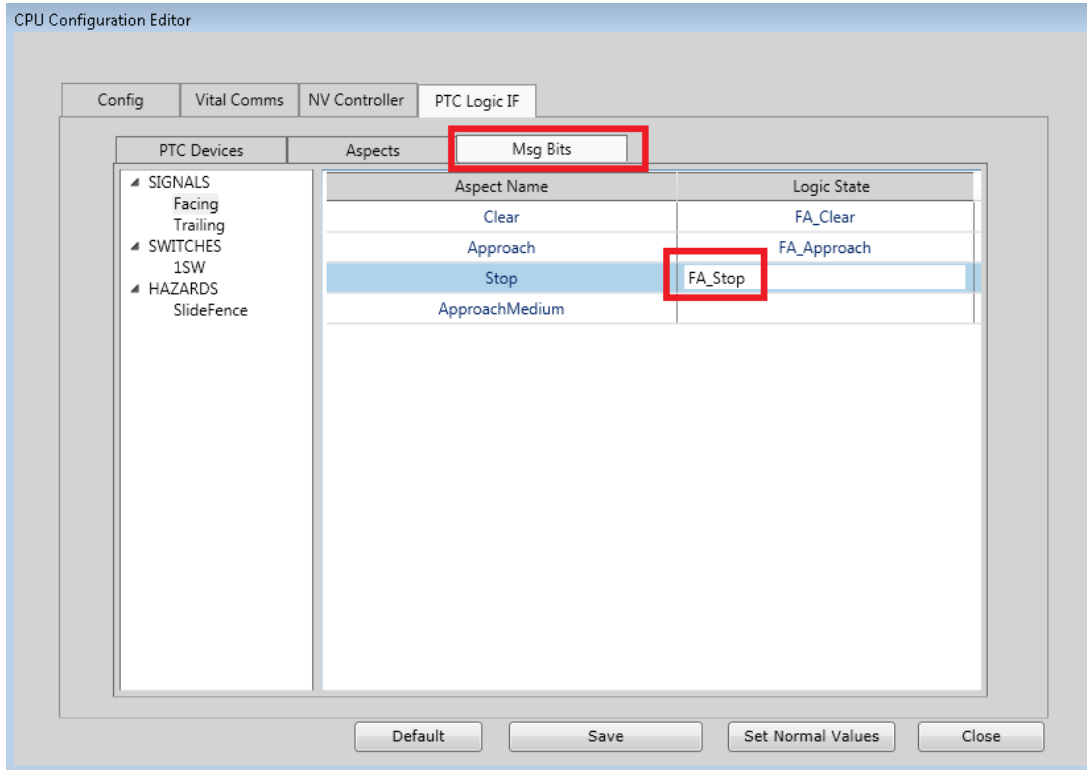 CPU Configuration Editor
Config Vital Comms NV Controller PTC Logic IF
PTC Devices Aspects Msg Bits
SIGNALS
Facing
Trailing
SWITCHES
1SW
HAZARDS
SlideFence
Aspect Name Logic State
Clear FA_Clear
Approach FA_Approach
Stop FA_Stop
ApproachMedium
Default Save Set Normal Values Close